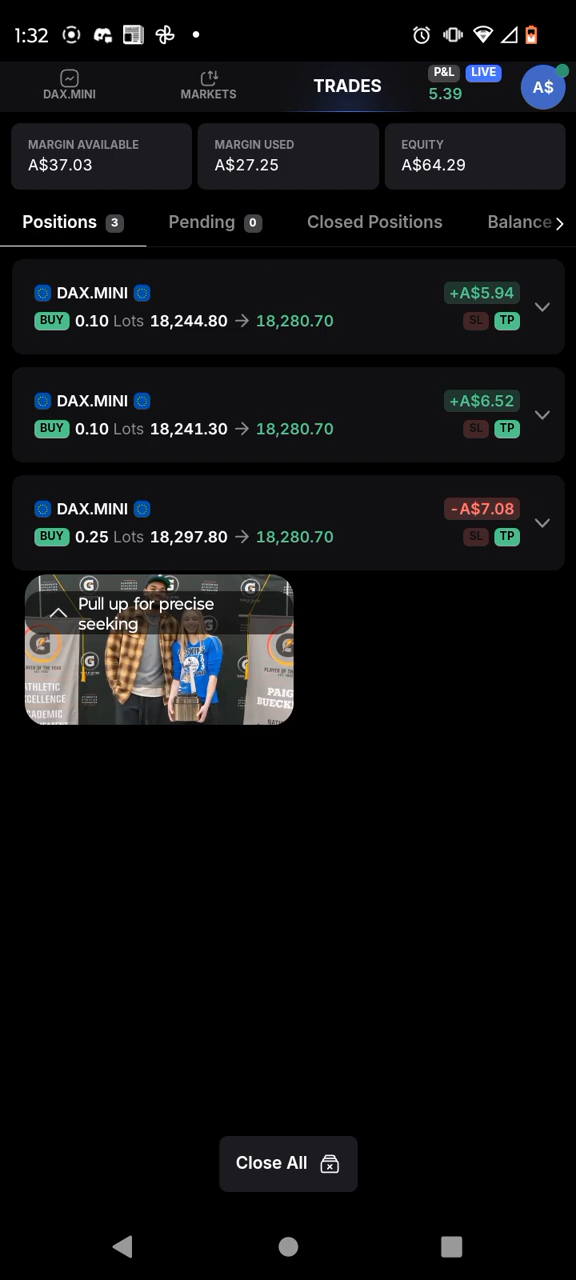 1:32
DAX.MINI
MARKETS
TRADES
P&L LIVE
5.39
A$
MARGIN AVAILABLE
A$37.03
MARGIN USED
A$27.25
EQUITY
A$64.29
Positions 3
Pending 0
Closed Positions
Balance
DAX.MINI
+A$5.94
BUY 0.10 Lots 18,244.80 → 18,280.70
SL TP
DAX.MINI
+A$6.52
BUY 0.10 Lots 18,241.30 → 18,280.70
SL TP
DAX.MINI
-A$7.08
BUY 0.25 Lots 18,297.80 → 18,280.70
SL TP
Pull up for precise
seeking
G
G
G
PAIG
BUECK
Close All